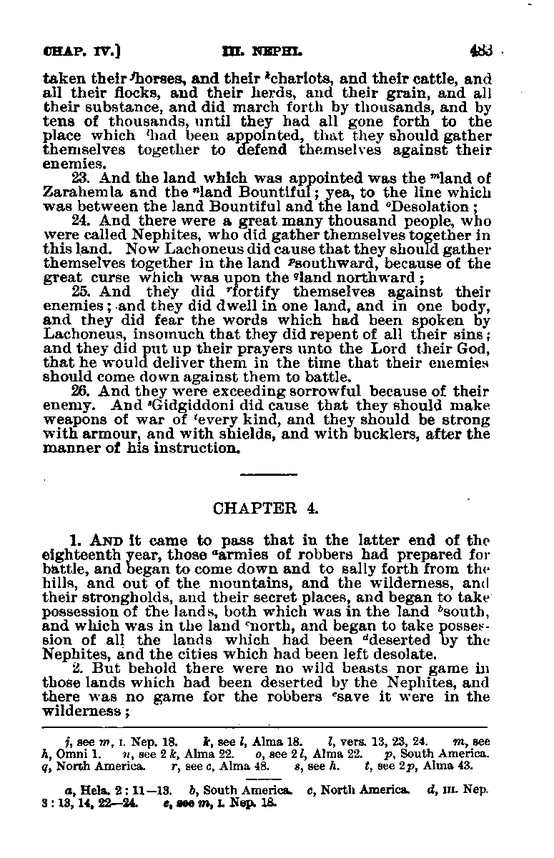 CHAP. IV.] III. NEPHI. 483
taken their ʲhorses, and their ᵏchariots, and their cattle, and
all their flocks, and their herds, and their grain, and all
their substance, and did march forth by thousands, and by
tens of thousands, until they had all gone forth to the
place which ˡhad been appointed, that they should gather
themselves together to defend themselves against their
enemies.
23. And the land which was appointed was the ᵐland of
Zarahemla and the ⁿland Bountiful; yea, to the line which
was between the land Bountiful and the land ᵒDesolation;
24. And there were a great many thousand people, who
were called Nephites, who did gather themselves together in
this land. Now Lachoneus did cause that they should gather
themselves together in the land ᵖsouthward, because of the
great curse which was upon the qland northward;
25. And they did ʳfortify themselves against their
enemies; and they did dwell in one land, and in one body,
and they did fear the words which had been spoken by
Lachoneus, insomuch that they did repent of all their sins;
and they did put up their prayers unto the Lord their God,
that he would deliver them in the time that their enemies
should come down against them to battle.
26. And they were exceeding sorrowful because of their
enemy. And ˢGidgiddoni did cause that they should make
weapons of war of ᵗevery kind, and they should be strong
with armour, and with shields, and with bucklers, after the
manner of his instruction.
CHAPTER 4.
1. AND it came to pass that in the latter end of the
eighteenth year, those ᵃarmies of robbers had prepared for
battle, and began to come down and to sally forth from the
hills, and out of the mountains, and the wilderness, and
their strongholds, and their secret places, and began to take
possession of the lands, both which was in the land ᵇsouth,
and which was in the land ᶜnorth, and began to take posses-
sion of all the lands which had been ᵈdeserted by the
Nephites, and the cities which had been left desolate.
2. But behold there were no wild beasts nor game in
those lands which had been deserted by the Nephites, and
there was no game for the robbers ᵉsave it were in the
wilderness;
j, see m, I. Nep. 18. k, see l, Alma 18. l, vers. 13, 23, 24. m, see
h, Omni 1. n, see 2 k, Alma 22. o, see 2 l, Alma 22. p, South America.
q, North America. r, see c, Alma 48. s, see h. t, see 2 p, Alma 43.
a, Hela. 2: 11—13. b, South America. c, North America. d, III. Nep.
3: 13, 14, 22—24. e, see m, I. Nep. 18.